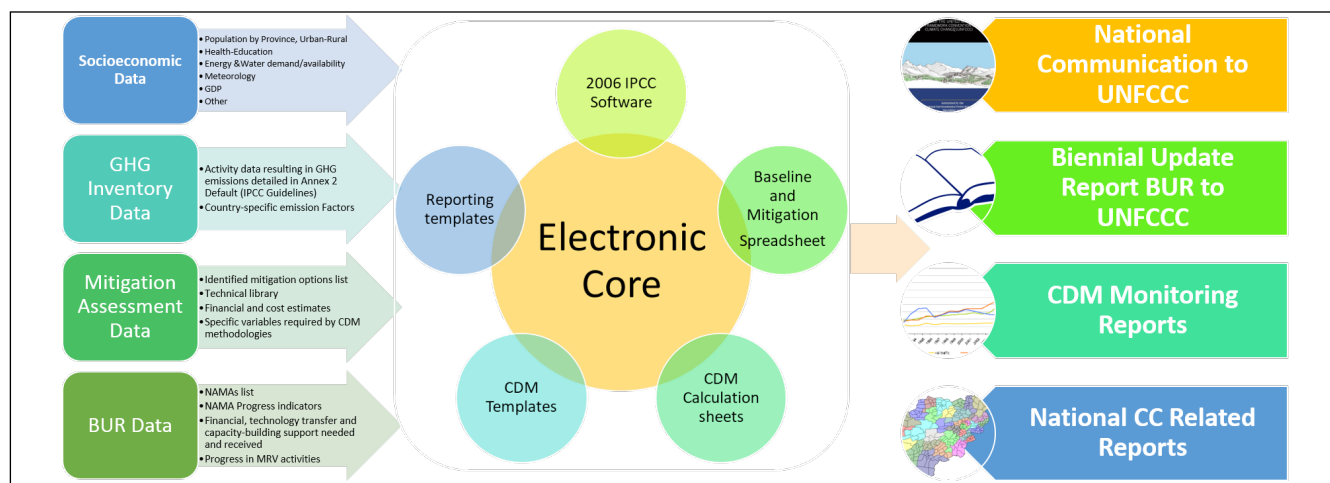 Socioeconomic
Data
• Population by Province, Urban-Rural
• Health-Education
• Energy &Water demand/availability
• Meteorology
• GDP
• Other
GHG
Inventory
Data
• Activity data resulting in GHG
emissions detailed in Annex 2
Default (IPCC Guidelines)
• Country-specific emission Factors
Mitigation
Assessment
Data
• Identified mitigation options list
• Technical library
• Financial and cost estimates
• Specific variables required by CDM
methodologies
BUR Data
• NAMAs list
• NAMA Progress indicators
• Financial, technology transfer and
capacity-building support needed
and received
• Progress in MRV activities
2006 IPCC
Software
Reporting
templates
Baseline
and
Mitigation
Spreadsheet
Electronic
Core
CDM
Templates
CDM
Calculation
sheets
National
Communication to
UNFCCC
Biennial Update
Report BUR to
UNFCCC
CDM Monitoring
Reports
National CC Related
Reports